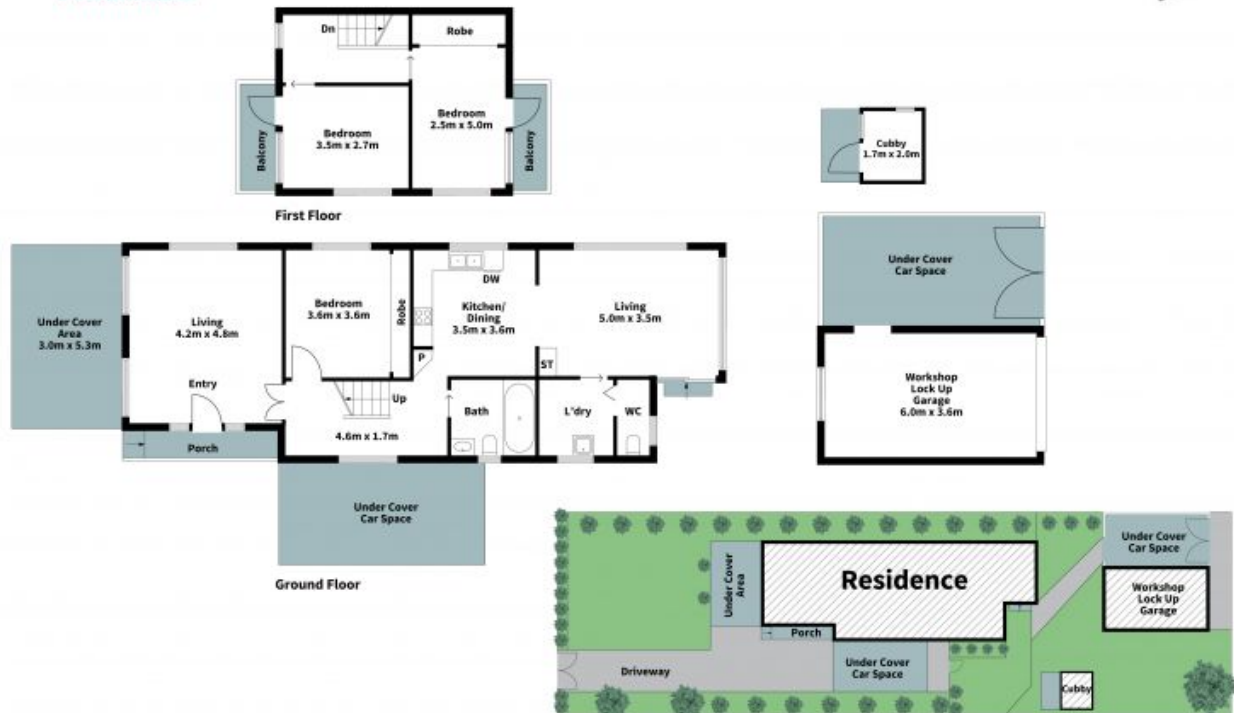 Dn
Robe
Bedroom
2.5m x 5.0m
Bedroom
3.5m x 2.7m
Balcony
Balcony
First Floor
Cubby
1.7m x 2.0m
Under Cover
Car Space
Workshop
Lock Up
Garage
6.0m x 3.6m
Under Cover
Area
3.0m x 5.3m
Living
4.2m x 4.8m
Entry
Bedroom
3.6m x 3.6m
Robe
DW
Kitchen/
Dining
3.5m x 3.6m
P
Living
5.0m x 3.5m
ST
Up
4.6m x 1.7m
Bath
L'dry
WC
Porch
Under Cover
Car Space
Ground Floor
Under Cover
Area
Residence
Porch
Driveway
Under Cover
Car Space
Under Cover
Car Space
Workshop
Lock Up
Garage
Cubby